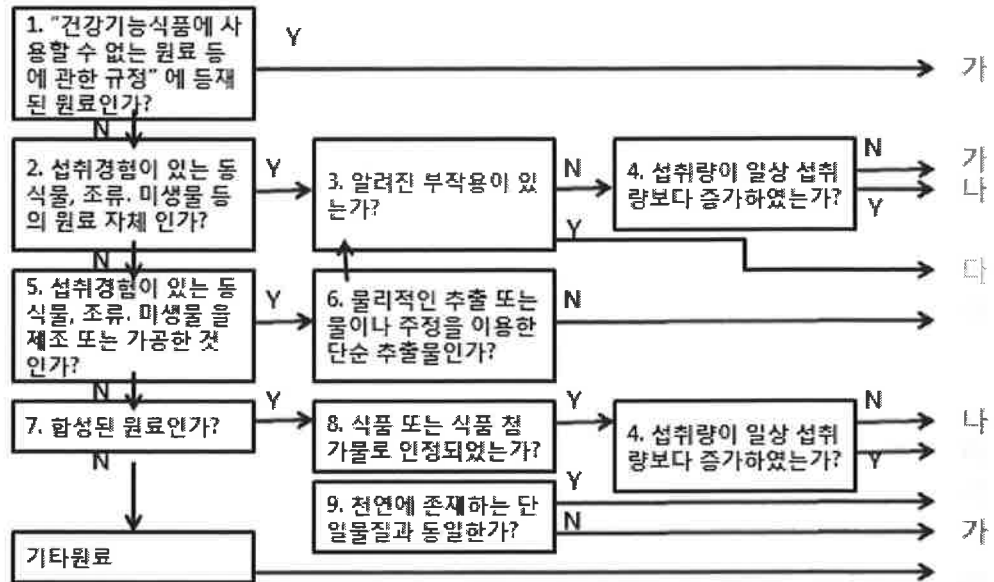 1. “건강기능식품에 사
용할 수 없는 원료 등
에 관한 규정” 에 등재
된 원료인가?
Y
가
N
2. 섭취경험이 있는 동
식물, 조류. 미생물 등
의 원료 자체 인가?
Y
3. 알려진 부작용이 있
는가?
N
4. 섭취량이 일상 섭취
량보다 증가하였는가?
N
가
Y
나
Y
다
N
5. 섭취경험이 있는 동
식물, 조류. 미생물 을
제조 또는 가공한 것
인가?
Y
6. 물리적인 추출 또는
물이나 주정을 이용한
단순 추출물인가?
N
N
7. 합성된 원료인가?
Y
8. 식품 또는 식품 첨
가물로 인정되었는가?
Y
4. 섭취량이 일상 섭취
량보다 증가하였는가?
N
나
Y
N
9. 천연에 존재하는 단
일물질과 동일한가?
Y
N
가
기타원료